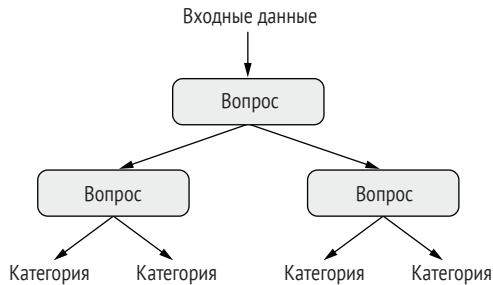 Входные данные
Вопрос
Вопрос
Вопрос
Категория
Категория
Категория
Категория